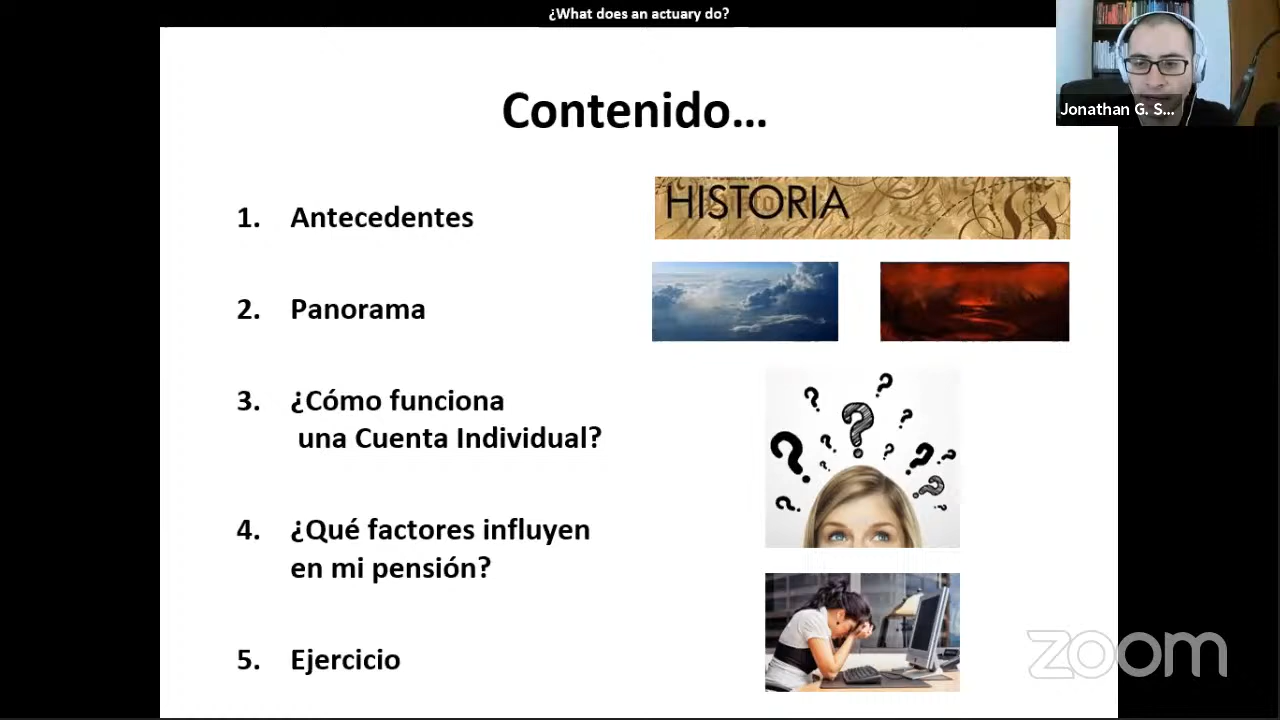 ¿What does an actuary do?
Jonathan G. S...
Contenido...
1. Antecedentes
HISTORIA
2. Panorama
3. ¿Cómo funciona
una Cuenta Individual?
4. ¿Qué factores influyen
en mi pensión?
5. Ejercicio
zoom